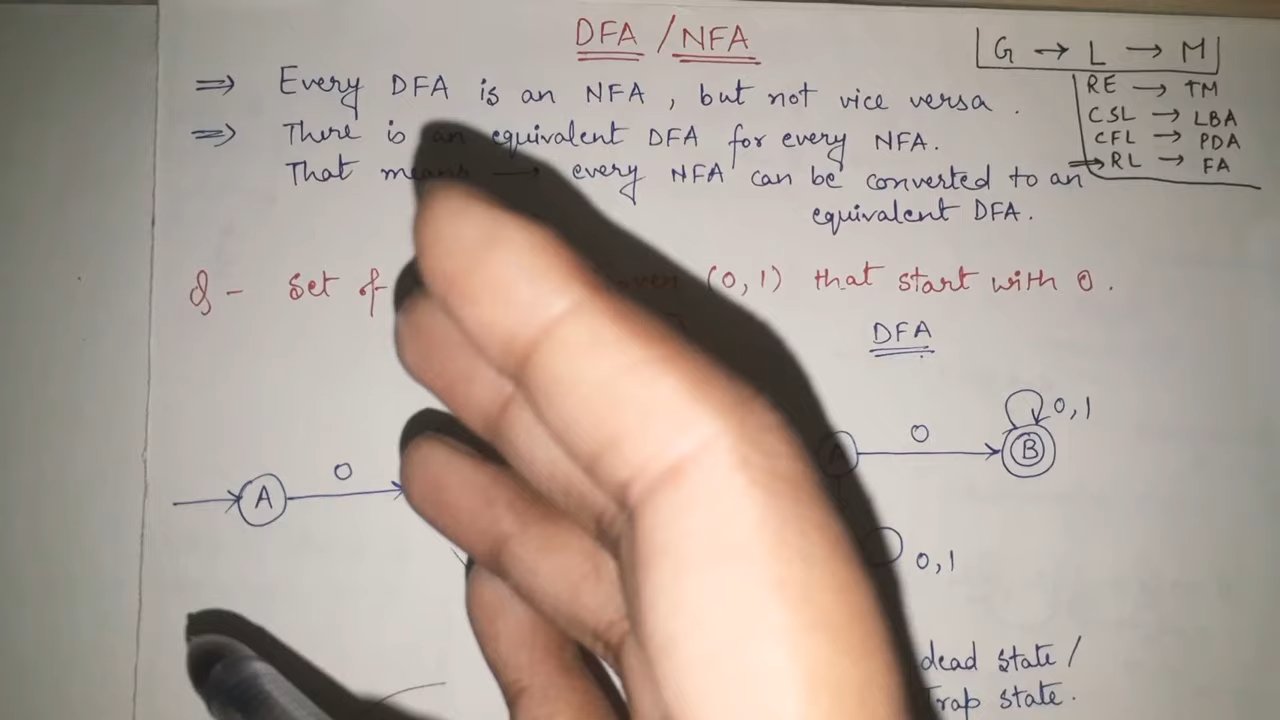 DFA / NFA
G → L → M
RE → TM
CSL → LBA
CFL → PDA
⇒ RL → FA
⇒ Every DFA is an NFA, but not vice versa.
⇒ There is an equivalent DFA for every NFA.
That means → every NFA can be converted to an
equivalent DFA.
Q - Set of (0, 1) that start with 0.
DFA
A 0
A 0 B 0,1
0,1
dead state /
Trap state.